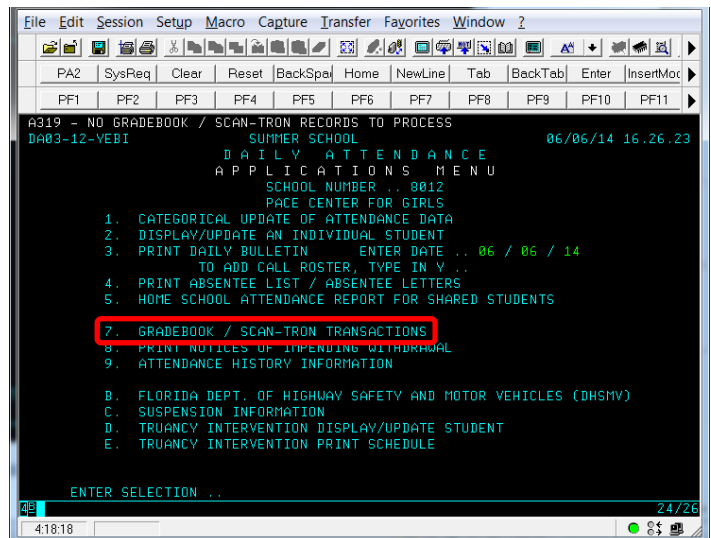 File Edit Session Setup Macro Capture Transfer Favorites Window ?
PA2 SysReq Clear Reset BackSpa Home NewLine Tab BackTab Enter InsertMo
PF1 PF2 PF3 PF4 PF5 PF6 PF7 PF8 PF9 PF10 PF11
A319 - NO GRADEBOOK / SCAN-TRON RECORDS TO PROCESS
DA03-12-YEBI SUMMER SCHOOL 06/06/14 16.26.23
D A I L Y A T T E N D A N C E
A P P L I C A T I O N S M E N U
SCHOOL NUMBER .. 8012
PACE CENTER FOR GIRLS
1. CATEGORICAL UPDATE OF ATTENDANCE DATA
2. DISPLAY/UPDATE AN INDIVIDUAL STUDENT
3. PRINT DAILY BULLETIN ENTER DATE .. 06 / 06 / 14
TO ADD CALL ROSTER, TYPE IN Y ..
4. PRINT ABSENTEE LIST / ABSENTEE LETTERS
5. HOME SCHOOL ATTENDANCE REPORT FOR SHARED STUDENTS
7. GRADEBOOK / SCAN-TRON TRANSACTIONS
8. PRINT NOTICES OF IMPENDING WITHDRAWAL
9. ATTENDANCE HISTORY INFORMATION
B. FLORIDA DEPT. OF HIGHWAY SAFETY AND MOTOR VEHICLES (DHSMV)
C. SUSPENSION INFORMATION
D. TRUANCY INTERVENTION DISPLAY/UPDATE STUDENT
E. TRUANCY INTERVENTION PRINT SCHEDULE
ENTER SELECTION ..
4B 24/26
4:18:18